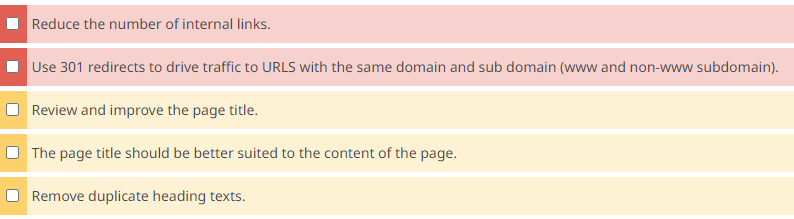 Reduce the number of internal links.
Use 301 redirects to drive traffic to URLS with the same domain and sub domain (www and non-www subdomain).
Review and improve the page title.
The page title should be better suited to the content of the page.
Remove duplicate heading texts.